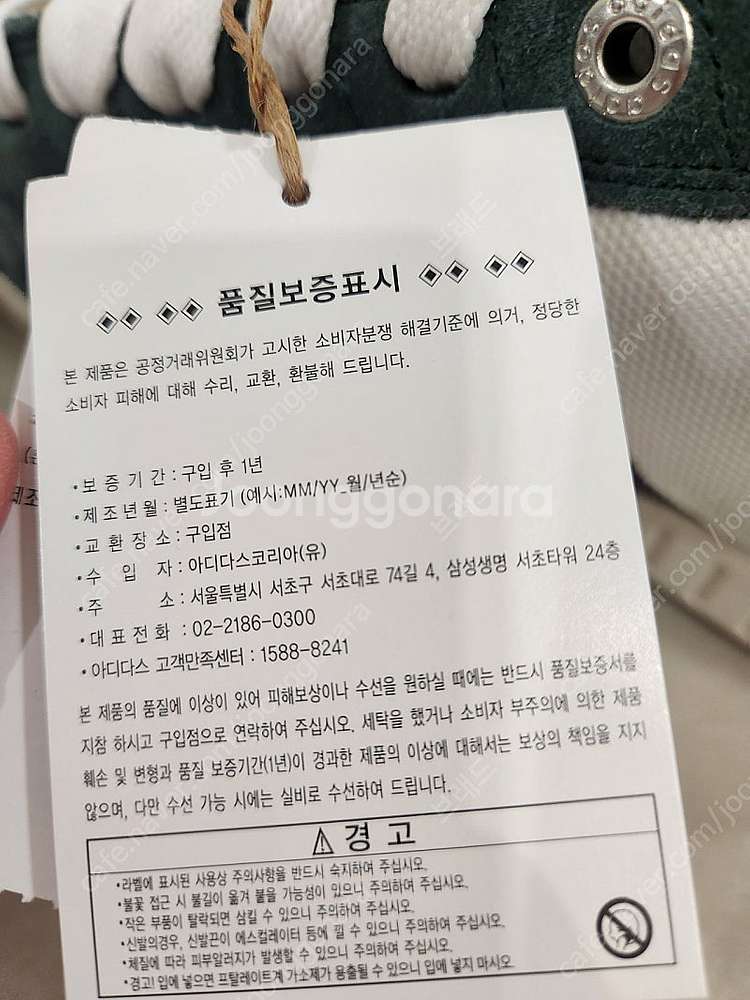 adidas
◈◈ ◈◈ 품질보증표시 ◈◈ ◈◈
본 제품은 공정거래위원회가 고시한 소비자분쟁 해결기준에 의거, 정당한
소비자 피해에 대해 수리, 교환, 환불해 드립니다.
•보 증 기 간 : 구입 후 1년
•제 조 년 월 : 별도표기 (예시:MM/YY_월/년순)
•교 환 장 소 : 구입점
•수 입 자 : 아디다스코리아(유)
•주 소 : 서울특별시 서초구 서초대로 74길 4, 삼성생명 서초타워 24층
•대 표 전 화 : 02-2186-0300
•아디다스 고객만족센터 : 1588-8241
본 제품의 품질에 이상이 있어 피해보상이나 수선을 원하실 때에는 반드시 품질보증서를
지참 하시고 구입점으로 연락하여 주십시오. 세탁을 했거나 소비자 부주의에 의한 제품
훼손 및 변형과 품질 보증기간(1년)이 경과한 제품의 이상에 대해서는 보상의 책임을 지지
않으며, 다만 수선 가능 시에는 실비로 수선하여 드립니다.
⚠ 경 고
•라벨에 표시된 사용상 주의사항을 반드시 숙지하여 주십시오.
•불꽃 접근 시 불길이 옮겨 붙을 가능성이 있으니 주의하여 주십시오.
•작은 부품이 탈락되면 삼킬 수 있으니 주의하여 주십시오.
•신발의경우, 신발끈이 에스컬레이터 등에 낄 수 있으니 주의하여 주십시오.
•체질에 따라 피부알러지가 발생할 수 있으니 주의하여 주십시오.
•경고! 입에 넣으면 프탈레이트계 가소제가 용출될 수 있으니 입에 넣지 마시오
joonggonara
cafe.naver.com/joonggonara
브래드